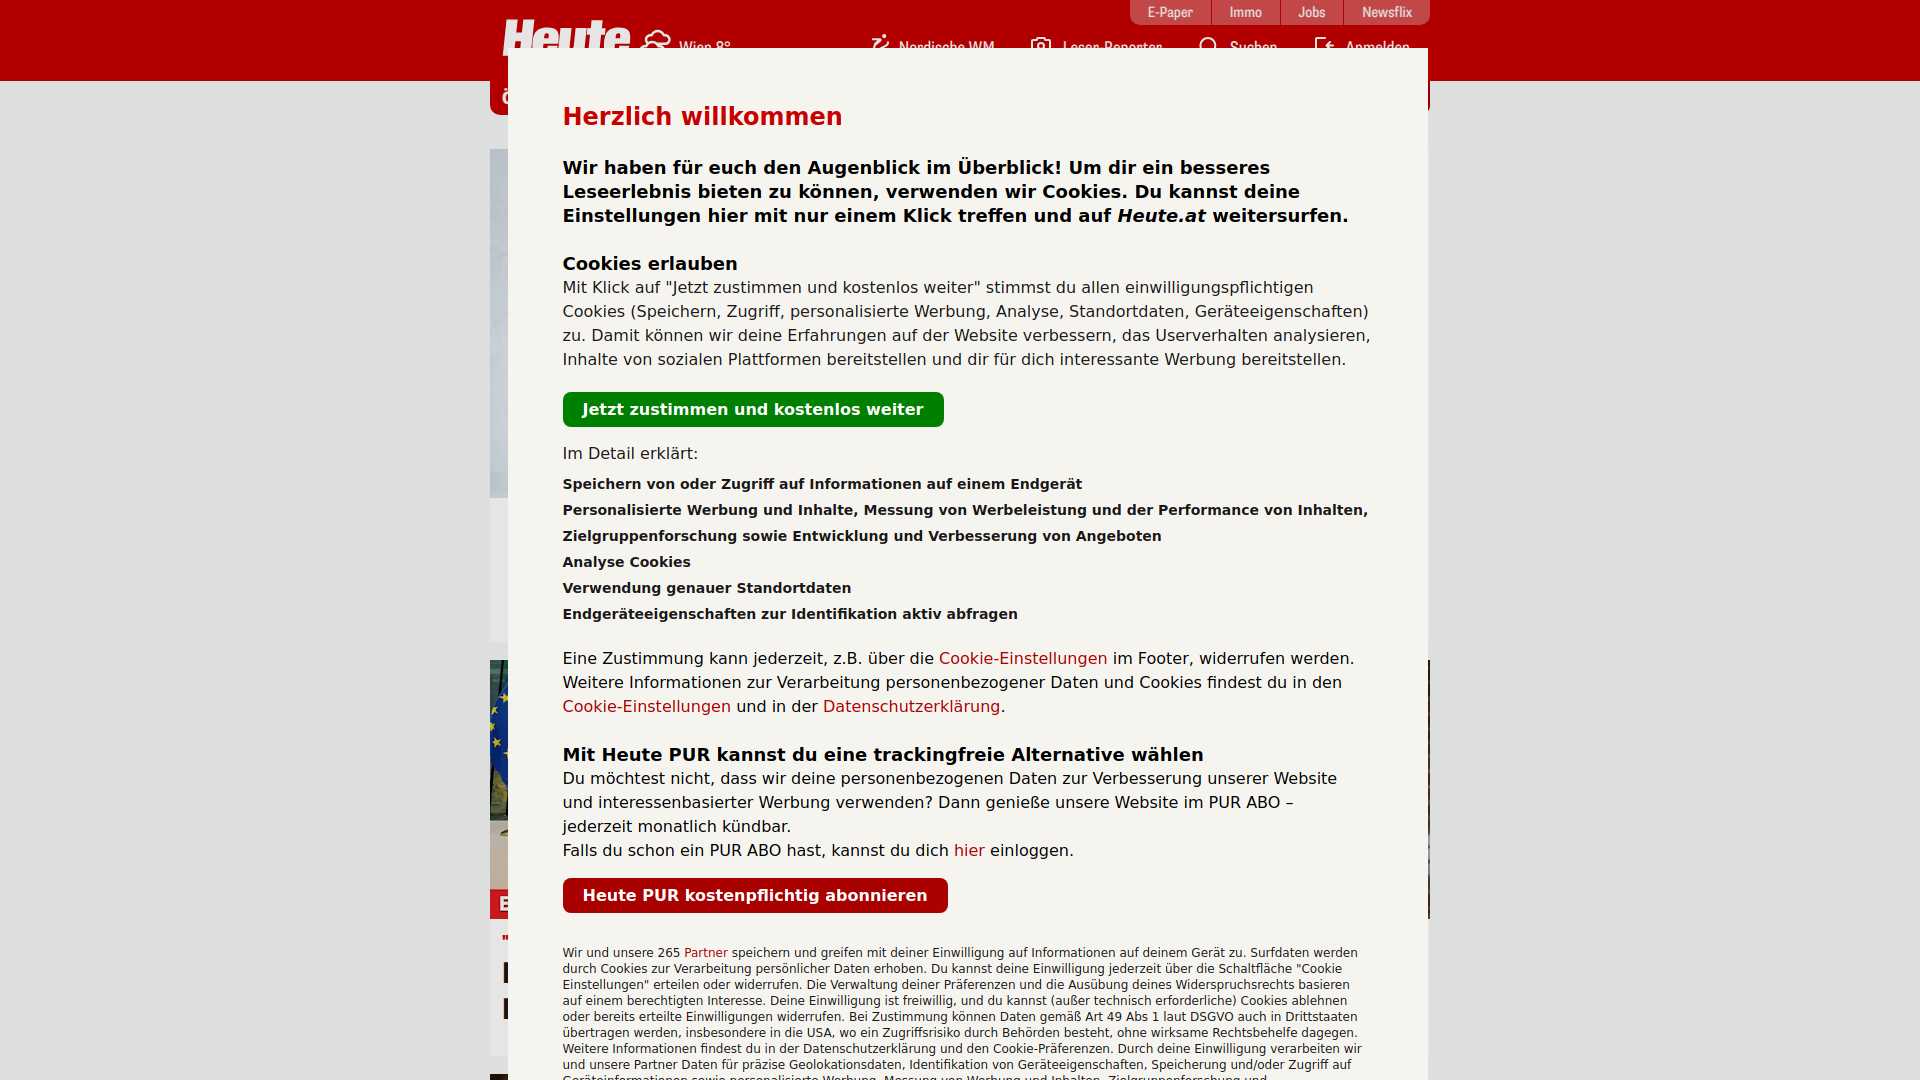 E-Paper
Immo
Jobs
Newsflix
Heute
Wien 8°
Nordische WM
Leser-Reporter
Suchen
Anmelden
Herzlich willkommen
Wir haben für euch den Augenblick im Überblick! Um dir ein besseres
Leseerlebnis bieten zu können, verwenden wir Cookies. Du kannst deine
Einstellungen hier mit nur einem Klick treffen und auf Heute.at weitersurfen.
Cookies erlauben
Mit Klick auf "Jetzt zustimmen und kostenlos weiter" stimmst du allen einwilligungspflichtigen
Cookies (Speichern, Zugriff, personalisierte Werbung, Analyse, Standortdaten, Geräteeigenschaften)
zu. Damit können wir deine Erfahrungen auf der Website verbessern, das Userverhalten analysieren,
Inhalte von sozialen Plattformen bereitstellen und dir für dich interessante Werbung bereitstellen.
Jetzt zustimmen und kostenlos weiter
Im Detail erklärt:
Speichern von oder Zugriff auf Informationen auf einem Endgerät
Personalisierte Werbung und Inhalte, Messung von Werbeleistung und der Performance von Inhalten,
Zielgruppenforschung sowie Entwicklung und Verbesserung von Angeboten
Analyse Cookies
Verwendung genauer Standortdaten
Endgeräteeigenschaften zur Identifikation aktiv abfragen
Eine Zustimmung kann jederzeit, z.B. über die Cookie-Einstellungen im Footer, widerrufen werden.
Weitere Informationen zur Verarbeitung personenbezogener Daten und Cookies findest du in den
Cookie-Einstellungen und in der Datenschutzerklärung.
Mit Heute PUR kannst du eine trackingfreie Alternative wählen
Du möchtest nicht, dass wir deine personenbezogenen Daten zur Verbesserung unserer Website
und interessenbasierter Werbung verwenden? Dann genieße unsere Website im PUR ABO –
jederzeit monatlich kündbar.
Falls du schon ein PUR ABO hast, kannst du dich hier einloggen.
Heute PUR kostenpflichtig abonnieren
Wir und unsere 265 Partner speichern und greifen mit deiner Einwilligung auf Informationen auf deinem Gerät zu. Surfdaten werden
durch Cookies zur Verarbeitung persönlicher Daten erhoben. Du kannst deine Einwilligung jederzeit über die Schaltfläche "Cookie
Einstellungen" erteilen oder widerrufen. Die Verwaltung deiner Präferenzen und die Ausübung deines Widerspruchsrechts basieren
auf einem berechtigten Interesse. Deine Einwilligung ist freiwillig, und du kannst (außer technisch erforderliche) Cookies ablehnen
oder bereits erteilte Einwilligungen widerrufen. Bei Zustimmung können Daten gemäß Art 49 Abs 1 laut DSGVO auch in Drittstaaten
übertragen werden, insbesondere in die USA, wo ein Zugriffsrisiko durch Behörden besteht, ohne wirksame Rechtsbehelfe dagegen.
Weitere Informationen findest du in der Datenschutzerklärung und den Cookie-Präferenzen. Durch deine Einwilligung verarbeiten wir
und unsere Partner Daten für präzise Geolokationsdaten, Identifikation von Geräteeigenschaften, Speicherung und/oder Zugriff auf
Geräteinformationen sowie personalisierte Werbung, Messung von Werbung und Inhalten, Zielgruppenforschung und